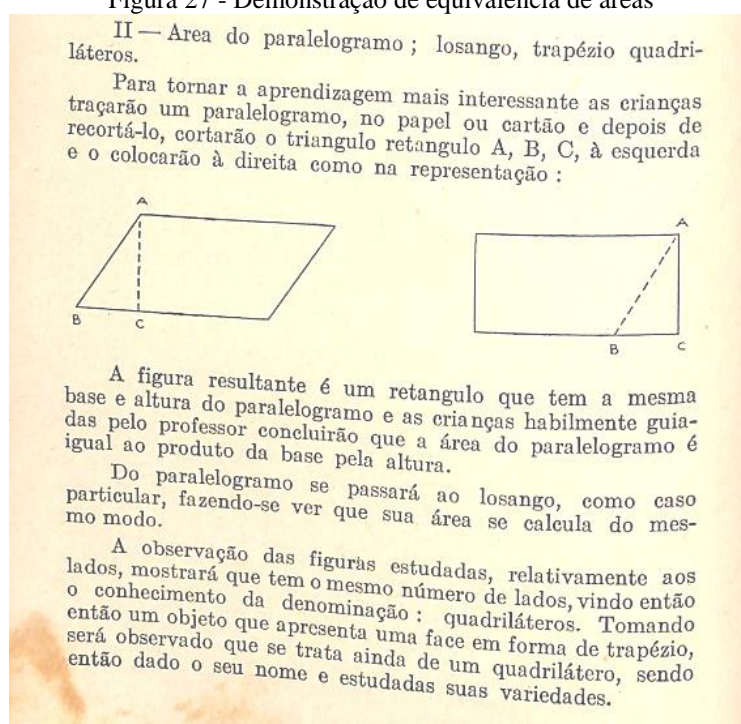 Figura 27 - Demonstração de equivalência de áreas
II — Area do paralelogramo ; losango, trapézio quadri-
láteros.
Para tornar a aprendizagem mais interessante as crianças
traçarão um paralelogramo, no papel ou cartão e depois de
recortá-lo, cortarão o triangulo retangulo A, B, C, à esquerda
e o colocarão à direita como na representação :
A
B
C
A
B
C
A figura resultante é um retangulo que tem a mesma
base e altura do paralelogramo e as crianças habilmente guia-
das pelo professor concluirão que a área do paralelogramo é
igual ao produto da base pela altura.
Do paralelogramo se passará ao losango, como caso
particular, fazendo-se ver que sua área se calcula do mes-
mo modo.
A observação das figuras estudadas, relativamente aos
lados, mostrará que tem o mesmo número de lados, vindo então
o conhecimento da denominação : quadriláteros. Tomando
então um objeto que apresenta uma face em forma de trapézio,
será observado que se trata ainda de um quadrilátero, sendo
então dado o seu nome e estudadas suas variedades.